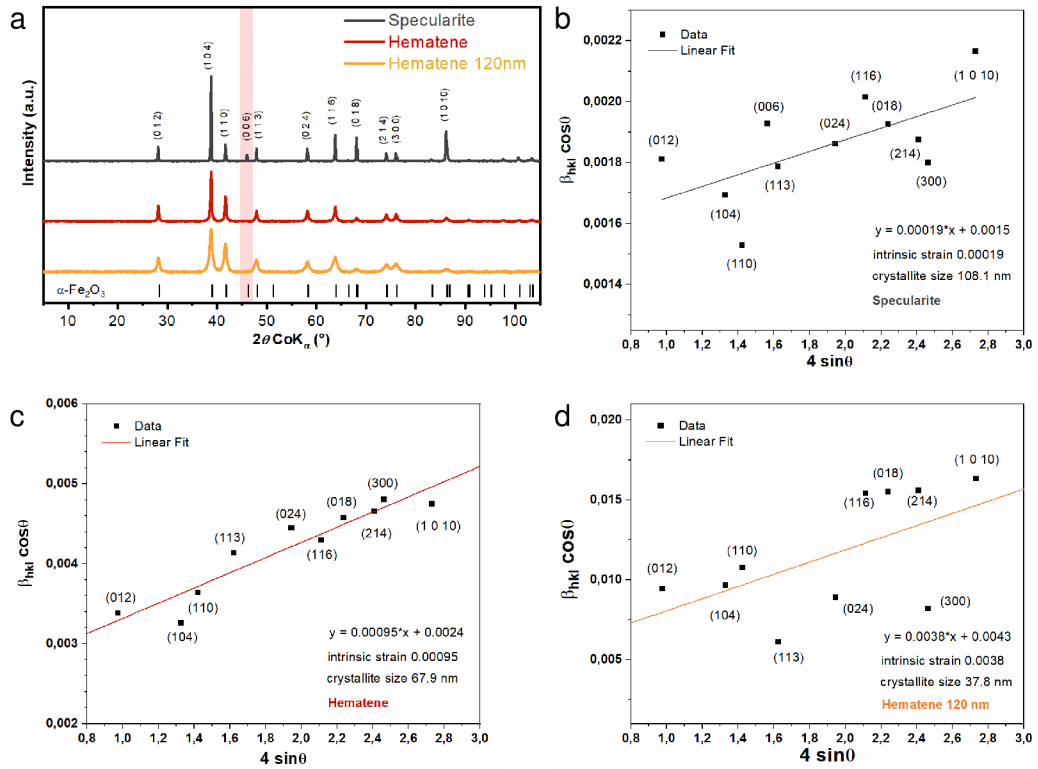 a
Specularite
Hematene
Hematene 120nm
Intensity (a.u.)
(0 1 2)
(1 0 4)
(1 1 0)
(0 0 6)
(1 1 3)
(0 2 4)
(1 1 6)
(0 1 8)
(2 1 4)
(3 0 0)
(1 0 10)
α-Fe₂O₃
10 20 30 40 50 60 70 80 90 100
2θ CoKα (°)
b
Data
Linear Fit
0,0022
0,0020
0,0018
0,0016
0,0014
βhkl cosθ
(012)
(104)
(110)
(006)
(113)
(024)
(116)
(018)
(214)
(300)
(1 0 10)
y = 0.00019*x + 0.0015
intrinsic strain 0.00019
crystallite size 108.1 nm
Specularite
0,8 1,0 1,2 1,4 1,6 1,8 2,0 2,2 2,4 2,6 2,8 3,0
4 sinθ
c
Data
Linear Fit
0,006
0,005
0,004
0,003
0,002
βhkl cosθ
(012)
(104)
(110)
(113)
(024)
(116)
(018)
(214)
(300)
(1 0 10)
y = 0.00095*x + 0.0024
intrinsic strain 0.00095
crystallite size 67.9 nm
Hematene
0,8 1,0 1,2 1,4 1,6 1,8 2,0 2,2 2,4 2,6 2,8 3,0
4 sinθ
d
Data
Linear Fit
0,020
0,015
0,010
0,005
βhkl cosθ
(012)
(104)
(110)
(113)
(024)
(116)
(018)
(214)
(300)
(1 0 10)
y = 0.0038*x + 0.0043
intrinsic strain 0.0038
crystallite size 37.8 nm
Hematene 120 nm
0,8 1,0 1,2 1,4 1,6 1,8 2,0 2,2 2,4 2,6 2,8 3,0
4 sinθ